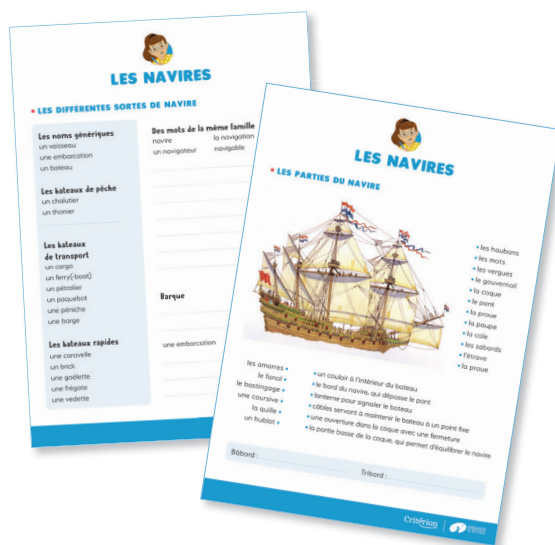 LES NAVIRES
• LES DIFFÉRENTES SORTES DE NAVIRE
Les noms génériques
un vaisseau
une embarcation
un bateau
Les bateaux de pêche
un chalutier
un thonier
Les bateaux
de transport
un cargo
un ferry(-boat)
un pétrolier
un paquebot
une péniche
une barge
Les bateaux rapides
une caravelle
un brick
une goélette
une frégate
une vedette
Des mots de la même famille
navire la navigation
un navigateur navigable
Barque
une embarcation
LES NAVIRES
• LES PARTIES DU NAVIRE
• les haubans
• les mats
• les vergues
• le gouvernail
• la coque
• le pont
• la proue
• la poupe
• la cale
• les sabords
• l'étrave
• la proue
les amarres •
le fanal •
le bastingage •
une coursive •
la quille •
un hublot •
• un couloir à l'intérieur du bateau
• le bord du navire, qui dépasse le pont
• lanterne pour signaler le bateau
• câbles servant à maintenir le bateau à un point fixe
• une ouverture dans la coque avec une fermeture
• la partie basse de la coque, qui permet d'équilibrer le navire
Bâbord :
Tribord :
Critérion